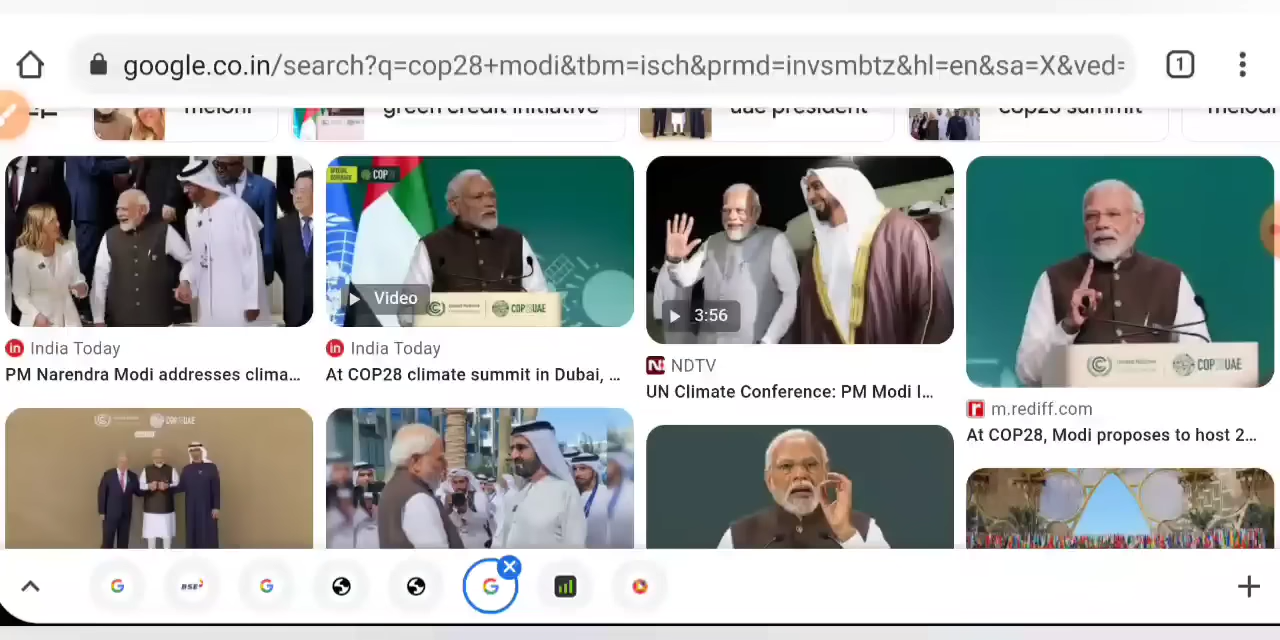 google.co.in/search?q=cop28+modi&tbm=isch&prmd=invsmbtz&hl=en&sa=X&ved=
1
meloni
green credit initiative
uae president
cop28 summit
COP
Video
COP28UAE
3:56
COP28UAE
India Today
PM Narendra Modi addresses clima...
India Today
At COP28 climate summit in Dubai, ...
NDTV
UN Climate Conference: PM Modi I...
m.rediff.com
At COP28, Modi proposes to host 2...
BSE